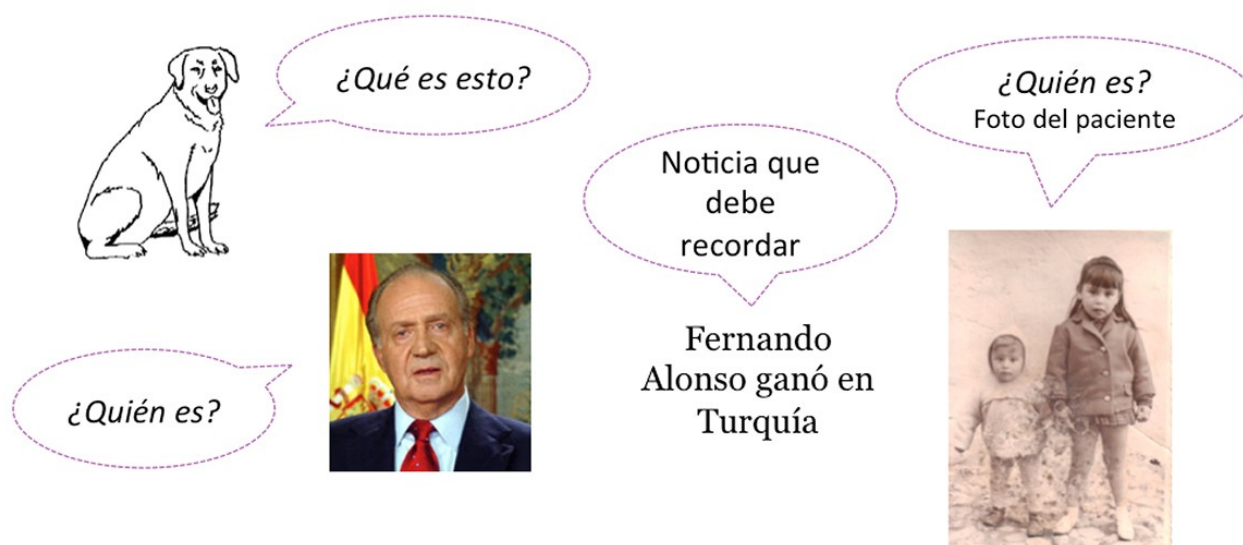 ¿Qué es esto?
¿Quién es?
Noticia que
debe
recordar
Fernando
Alonso ganó en
Turquía
¿Quién es?
Foto del paciente